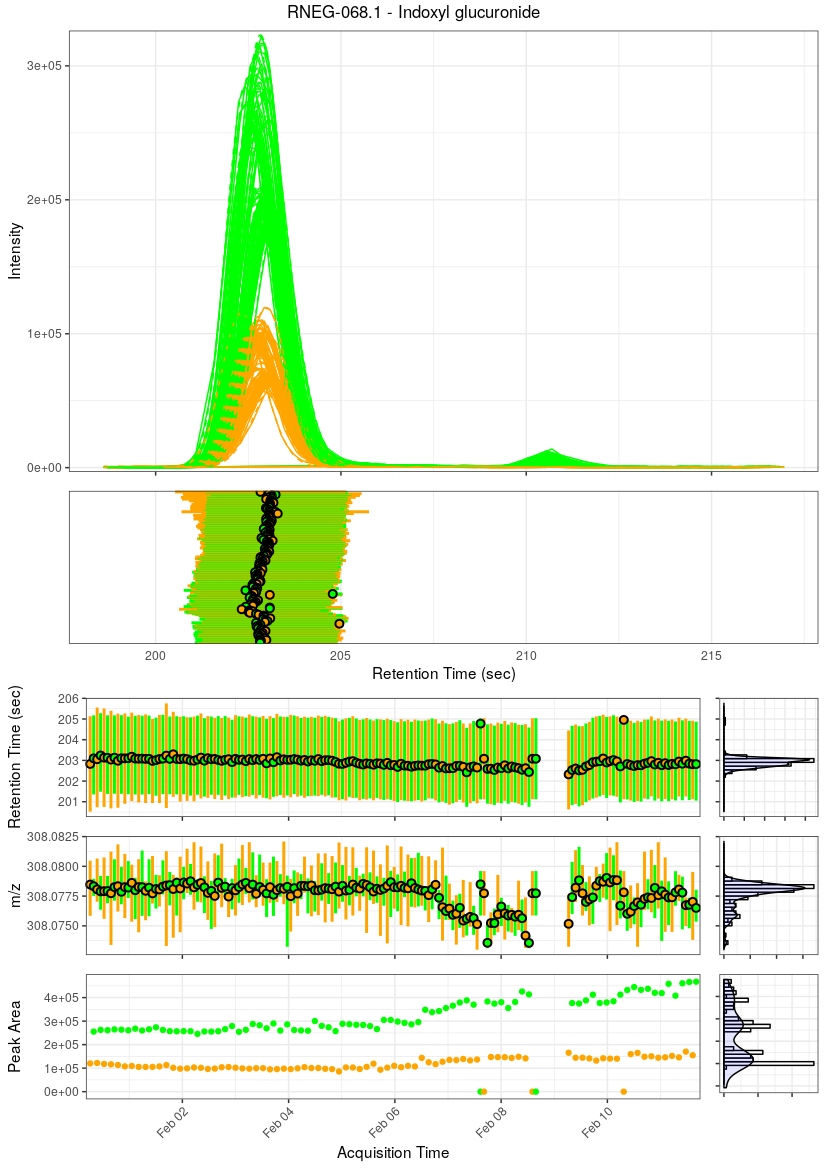 RNEG-068.1 - Indoxyl glucuronide
Intensity
3e+05
2e+05
1e+05
0e+00
200 205 210 215
Retention Time (sec)
Retention Time (sec)
206
205
204
203
202
201
m/z
308.0825
308.0800
308.0775
308.0750
Peak Area
4e+05
3e+05
2e+05
1e+05
0e+00
Feb 02 Feb 04 Feb 06 Feb 08 Feb 10
Acquisition Time